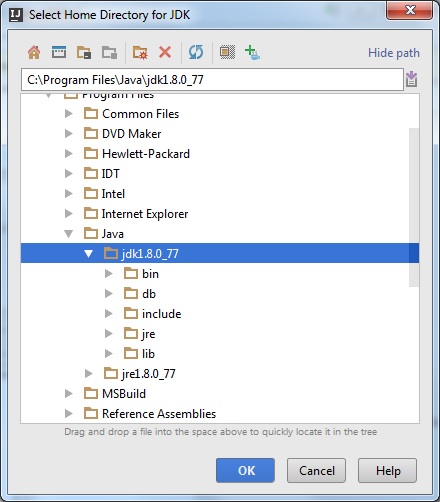 IJ Select Home Directory for JDK
Hide path
C:\Program Files\Java\jdk1.8.0_77
Program Files
Common Files
DVD Maker
Hewlett-Packard
IDT
Intel
Internet Explorer
Java
jdk1.8.0_77
bin
db
include
jre
lib
jre1.8.0_77
MSBuild
Reference Assemblies
Drag and drop a file into the space above to quickly locate it in the tree
OK Cancel Help